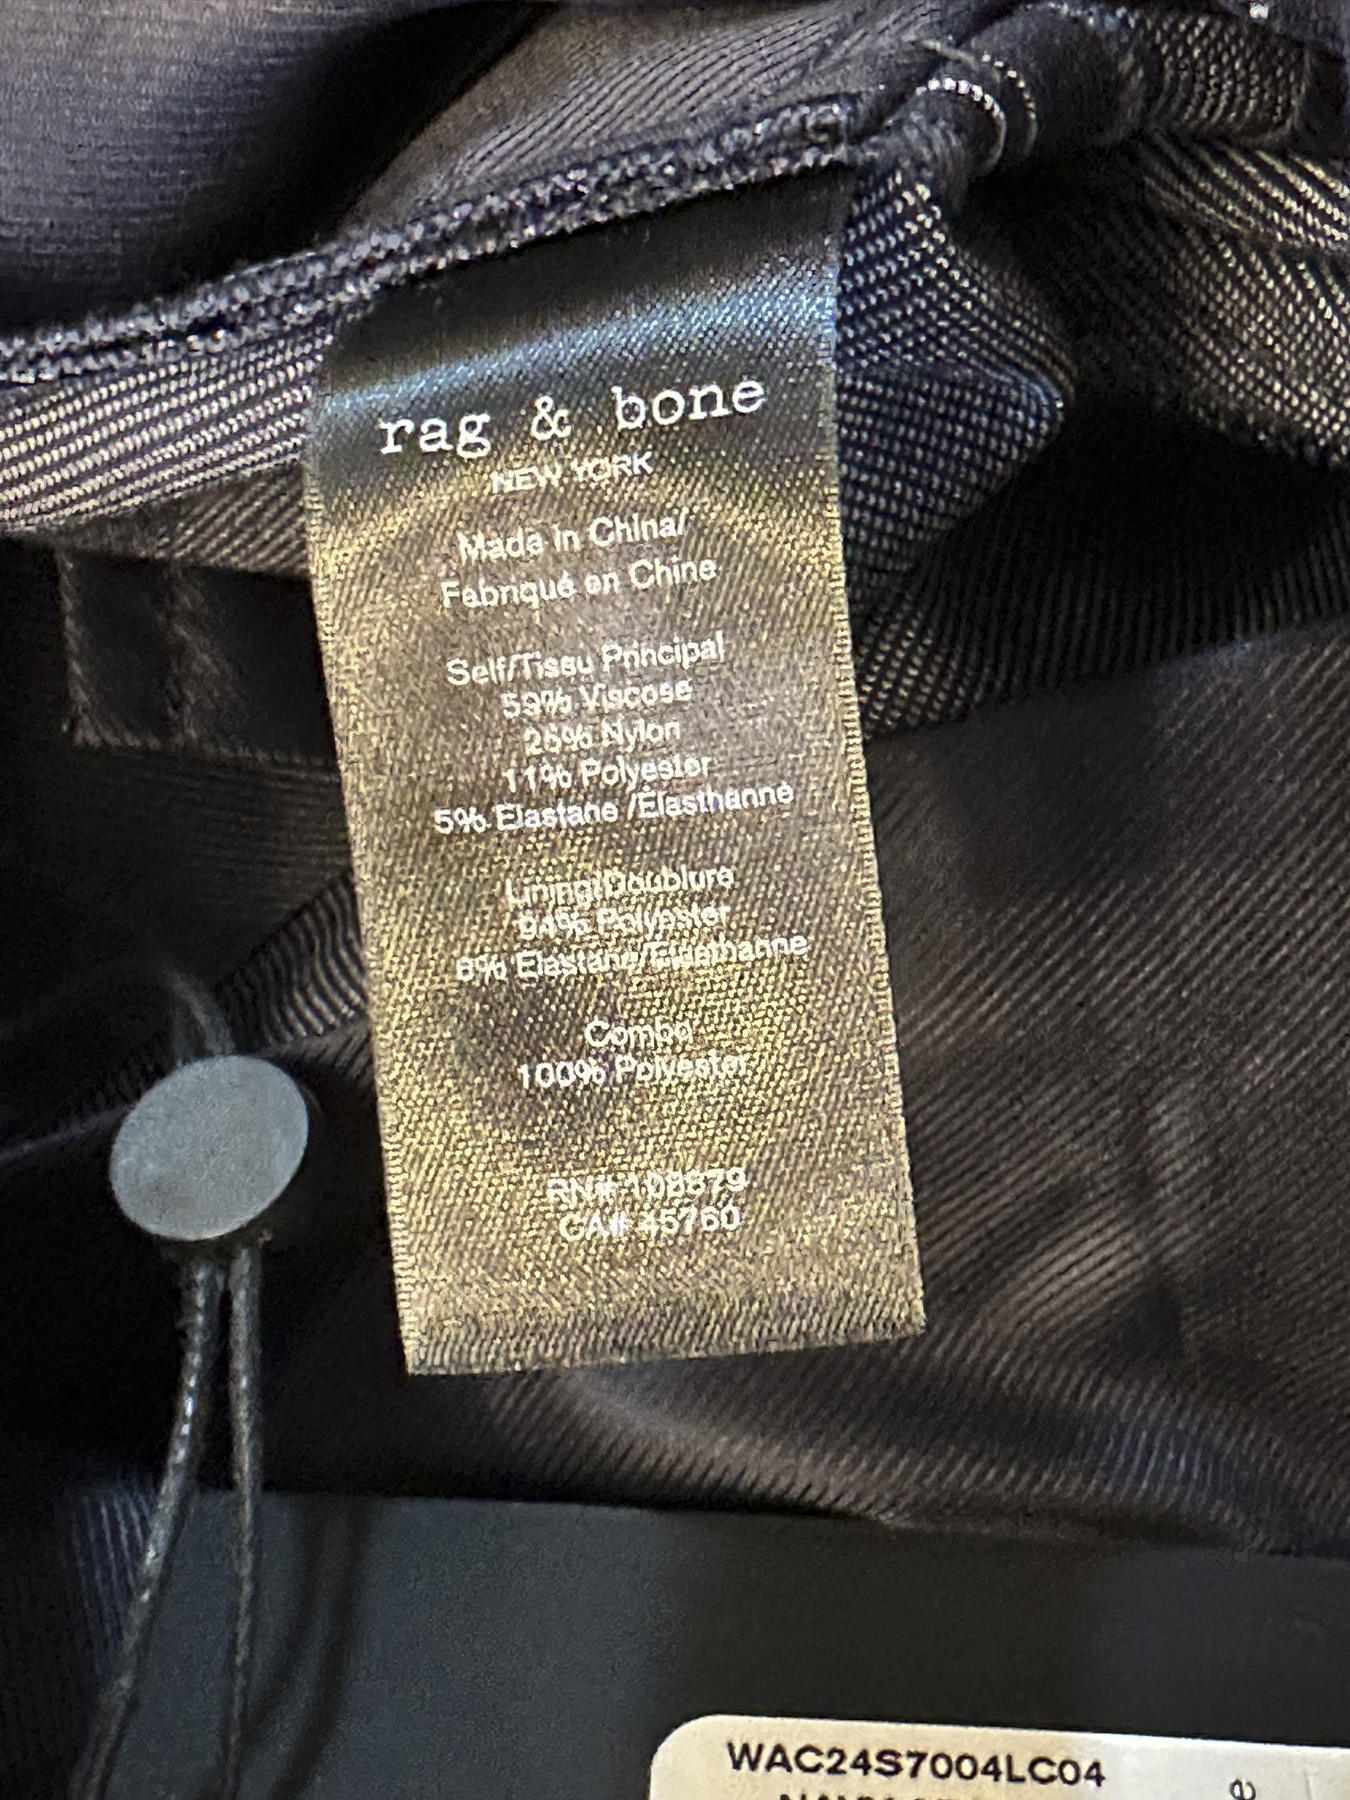 rag & bone
NEW YORK
Made in China/
Fabriqué en Chine
Self/Tissu Principal
59% Viscose
25% Nylon
11% Polyester
5% Elastane /Élasthanne
Lining/Doublure
94% Polyester
Elastane/Élasthanne
Combo
100% Polyester
RN# 108879
CA# 45760
WAC24S7004LC04
e